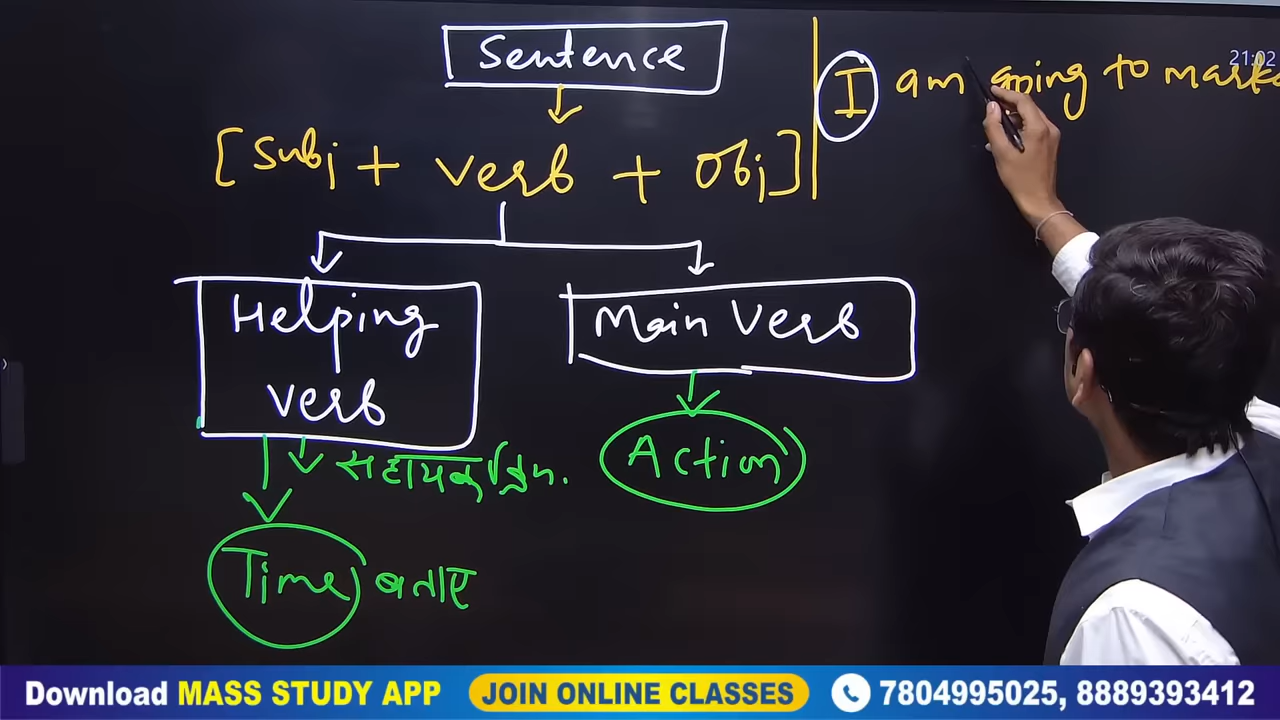 Sentence
I am going to marke
21:02
[Subj + Verb + Obj]
Helping
Verb
Main Verb
सहायक क्रिया.
Action
Time बताए
Download MASS STUDY APP JOIN ONLINE CLASSES 7804995025, 8889393412